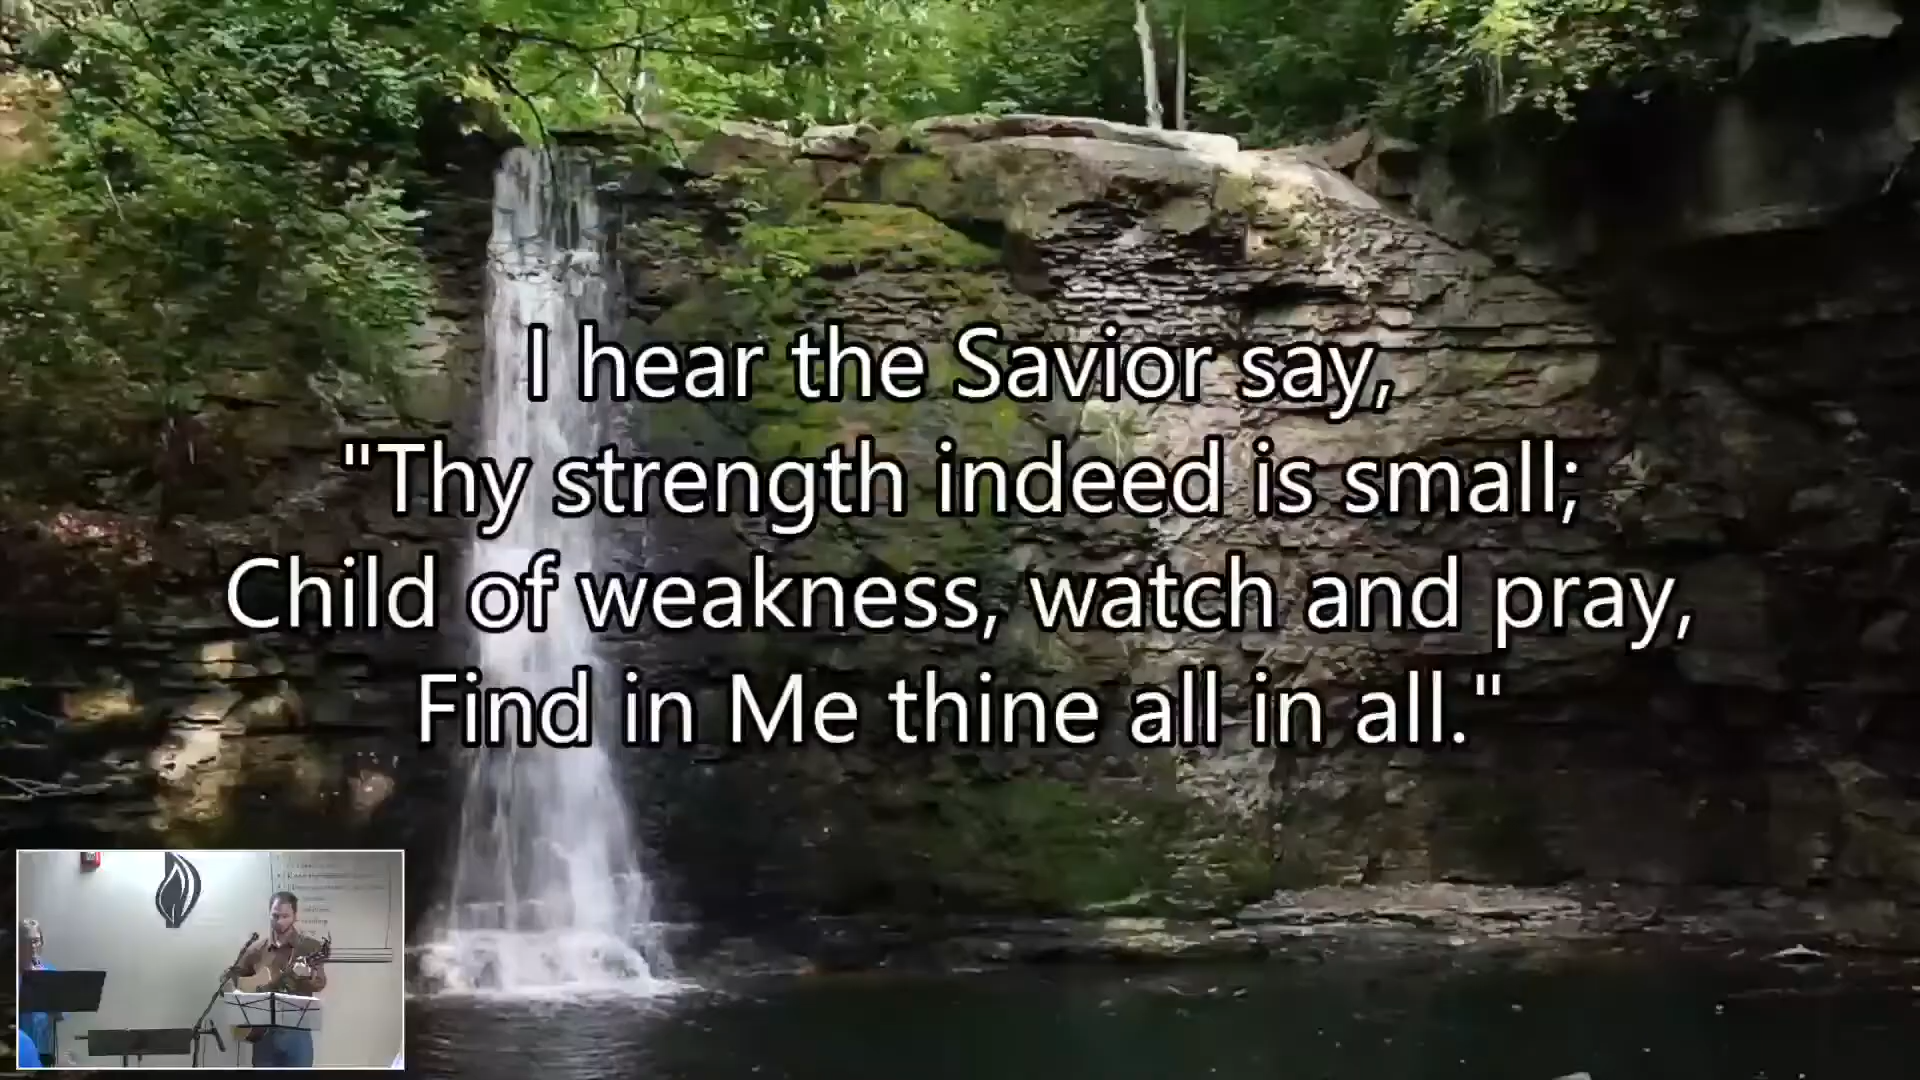 I hear the Savior say,
"Thy strength indeed is small;
Child of weakness, watch and pray,
Find in Me thine all in all."